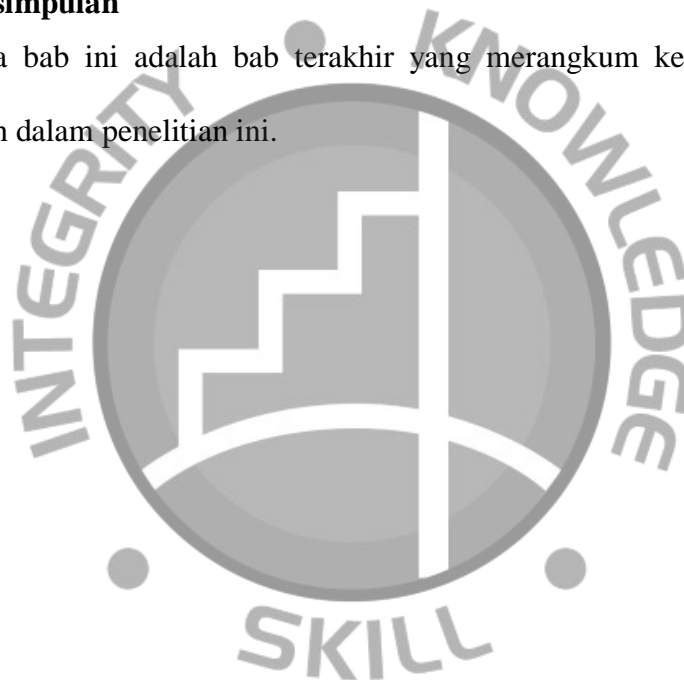 simpulan
a bab ini adalah bab terakhir yang merangkum ke
n dalam penelitian ini.
INTEGRITY
KNOWLEDGE
SKILL